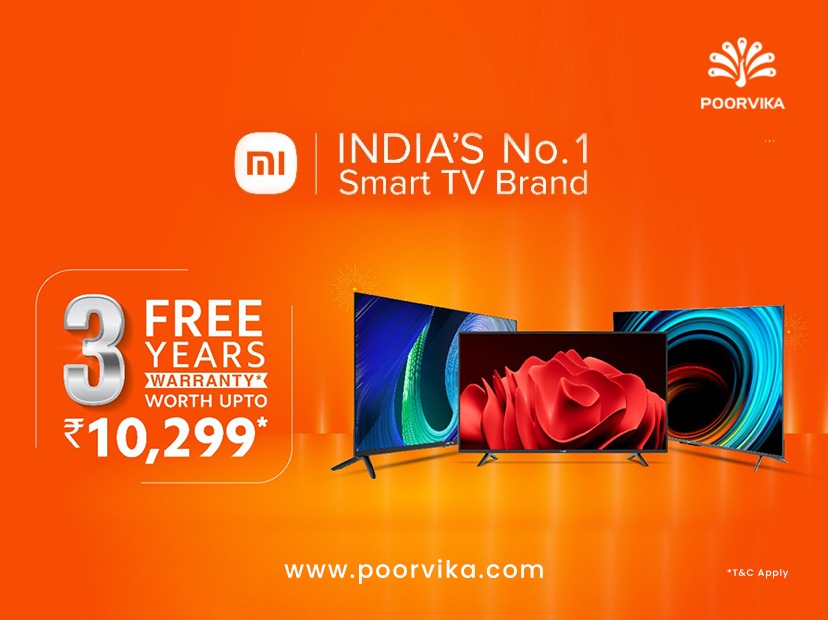 POORVIKA
mi
INDIA'S No.1
Smart TV Brand
3 FREE
YEARS
WARRANTY*
WORTH UPTO
₹10,299*
www.poorvika.com
*T&C Apply